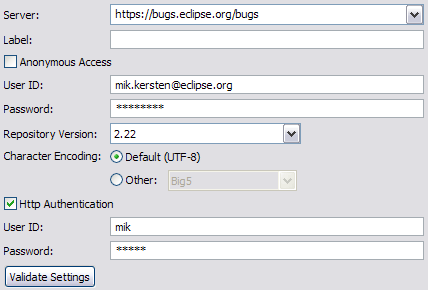 Server: https://bugs.eclipse.org/bugs
Label:
Anonymous Access
User ID: mik.kersten@eclipse.org
Password: ********
Repository Version: 2.22
Character Encoding: Default (UTF-8)
Other: Big5
Http Authentication
User ID: mik
Password: *****
Validate Settings